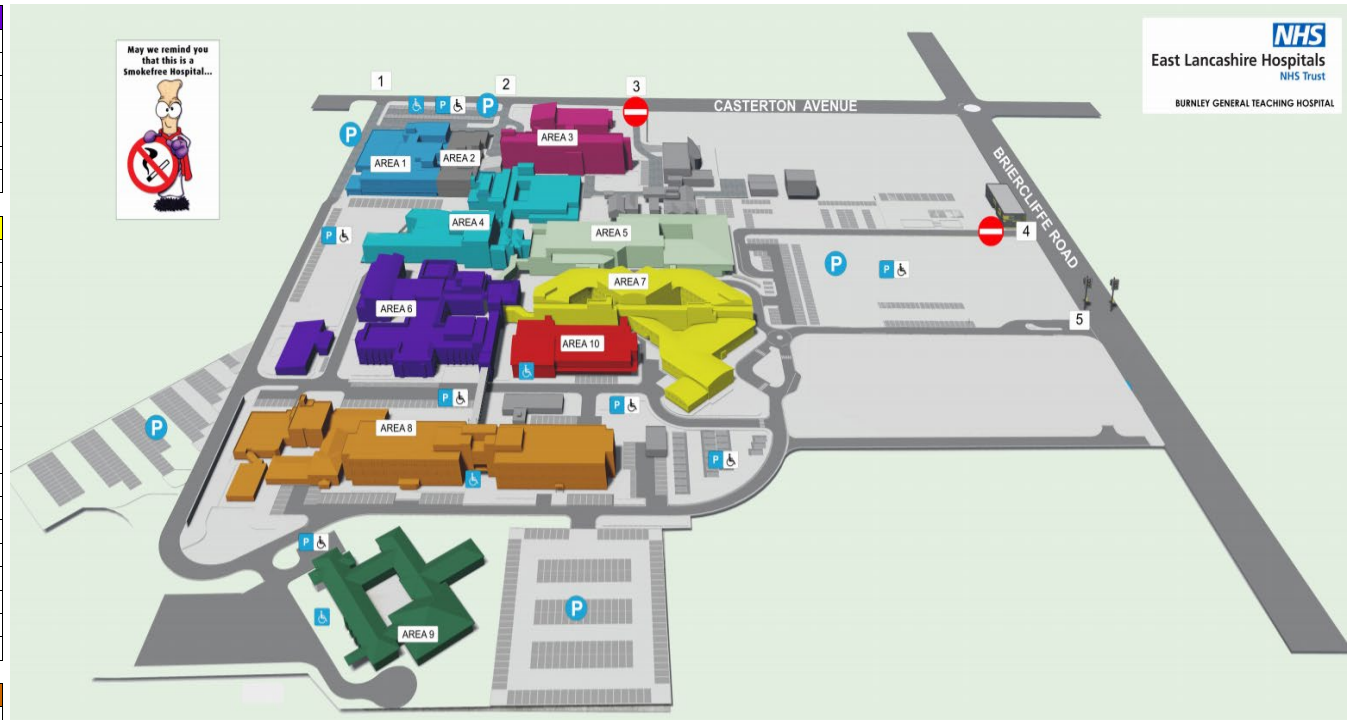 May we remind you
that this is a
Smokefree Hospital...
NHS
East Lancashire Hospitals
NHS Trust
BURNLEY GENERAL TEACHING HOSPITAL
1
2
3
CASTERTON AVENUE
P
P
P
AREA 1
AREA 2
AREA 3
BRIERCLIFFE ROAD
AREA 4
AREA 5
4
P
P
P
AREA 7
AREA 6
5
AREA 10
P
P
P
AREA 8
P
P
AREA 9
P